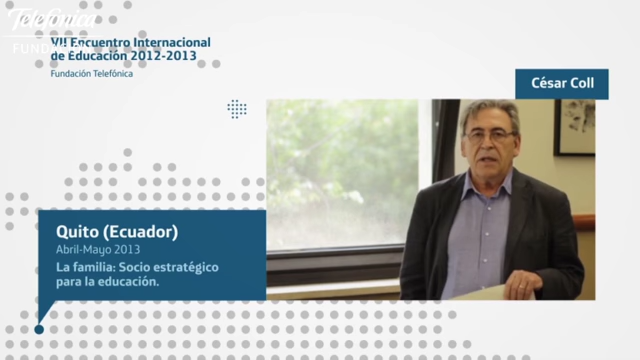 Telefónica
FUNDACIÓN
VII Encuentro Internacional
de Educación 2012-2013
Fundación Telefónica
César Coll
Quito (Ecuador)
Abril-Mayo 2013
La familia: Socio estratégico
para la educación.